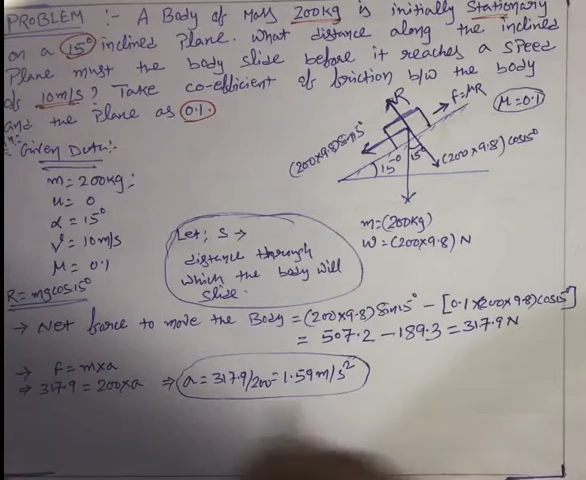 PROBLEM :- A Body of Mass 200kg is initially Stationary
on a 15° inclined Plane. What distance along the inclined
Plane must the body slide before it reaches a speed
of 10m/s? Take co-efficient of friction b/w the body
and the Plane as 0.1.
Given Data:-
m = 200kg;
u = 0
α = 15°
V = 10m/s
μ = 0.1
R = mgcos15°
Let; S →
distance through
which the body will
slide.
R
f=μR
μ=0.1
(200×9.8)Sin15°
15°
15°
(200×9.8)cos15°
m=(200kg)
W=(200×9.8)N
→ Net force to move the Body = (200×9.8)Sin15° - [0.1×200×9.8)cos15°]
= 507.2 - 189.3 = 317.9N
→ F = m×a
⇒ 317.9 = 200×a ⇒ a = 317.9/200 = 1.59m/s²